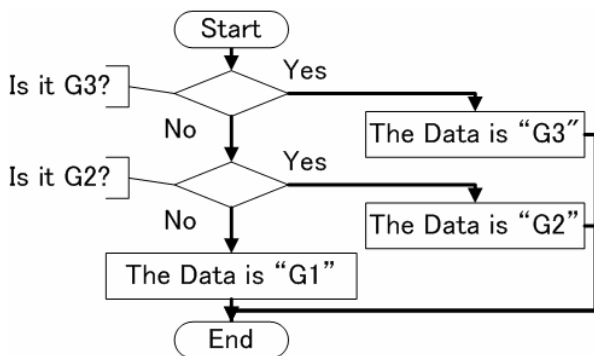 Start
Is it G3?
Yes
No
The Data is “G3"
Is it G2?
Yes
No
The Data is “G2”
The Data is “G1”
End